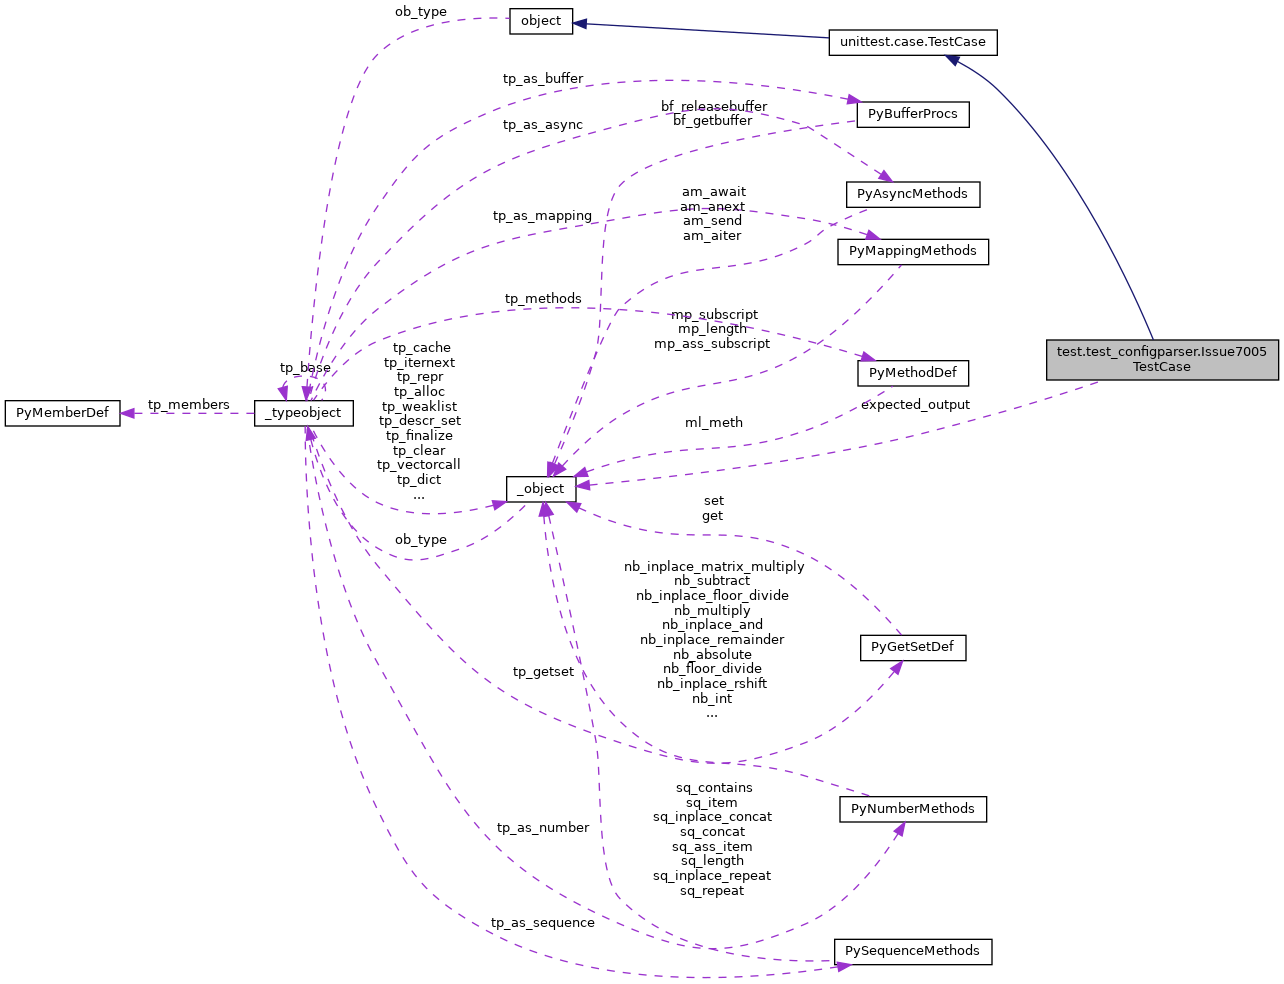 ob_type
object
unittest.case.TestCase
tp_as_buffer
bf_releasebuffer
bf_getbuffer
PyBufferProcs
tp_as_async
am_await
am_anext
am_send
am_aiter
PyAsyncMethods
tp_as_mapping
PyMappingMethods
tp_methods
mp_subscript
mp_length
mp_ass_subscript
test.test_configparser.Issue7005
TestCase
tp_base
tp_cache
tp_iternext
tp_repr
tp_alloc
tp_weaklist
tp_descr_set
tp_finalize
tp_clear
tp_vectorcall
tp_dict
...
PyMethodDef
PyMemberDef
tp_members
_typeobject
expected_output
ml_meth
_object
set
get
ob_type
nb_inplace_matrix_multiply
nb_subtract
nb_inplace_floor_divide
nb_multiply
nb_inplace_and
nb_inplace_remainder
nb_absolute
nb_floor_divide
nb_inplace_rshift
nb_int
...
PyGetSetDef
tp_getset
sq_contains
sq_item
sq_inplace_concat
sq_concat
sq_ass_item
sq_length
sq_inplace_repeat
sq_repeat
PyNumberMethods
tp_as_number
tp_as_sequence
PySequenceMethods